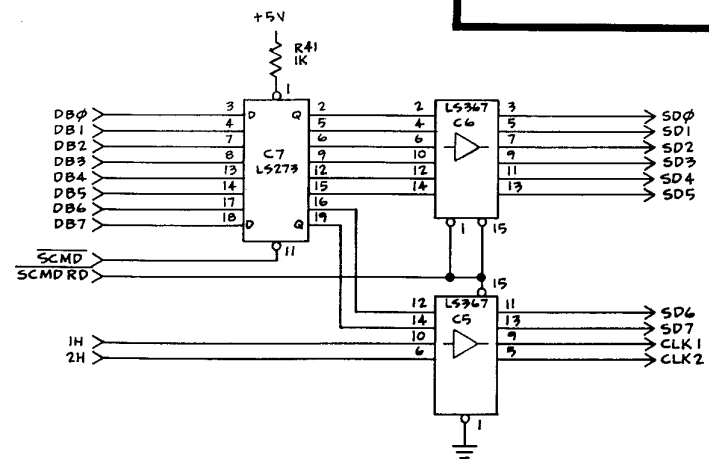 +5V
R41
1K
1
DBØ 3 D Q 2 2 LS367 3 SDØ
DB1 4 5 4 C6 5 SD1
DB2 7 6 6 7 SD2
DB3 8 C7 9 10 9 SD3
DB4 13 LS273 12 12 11 SD4
DB5 14 15 14 13 SD5
DB6 17 16
DB7 18 D Q 19
1 15
SCMD 11
SCMDRD
15
12 LS367 11 SD6
14 C5 13 SD7
1H 10 9 CLK1
2H 6 5 CLK2
1